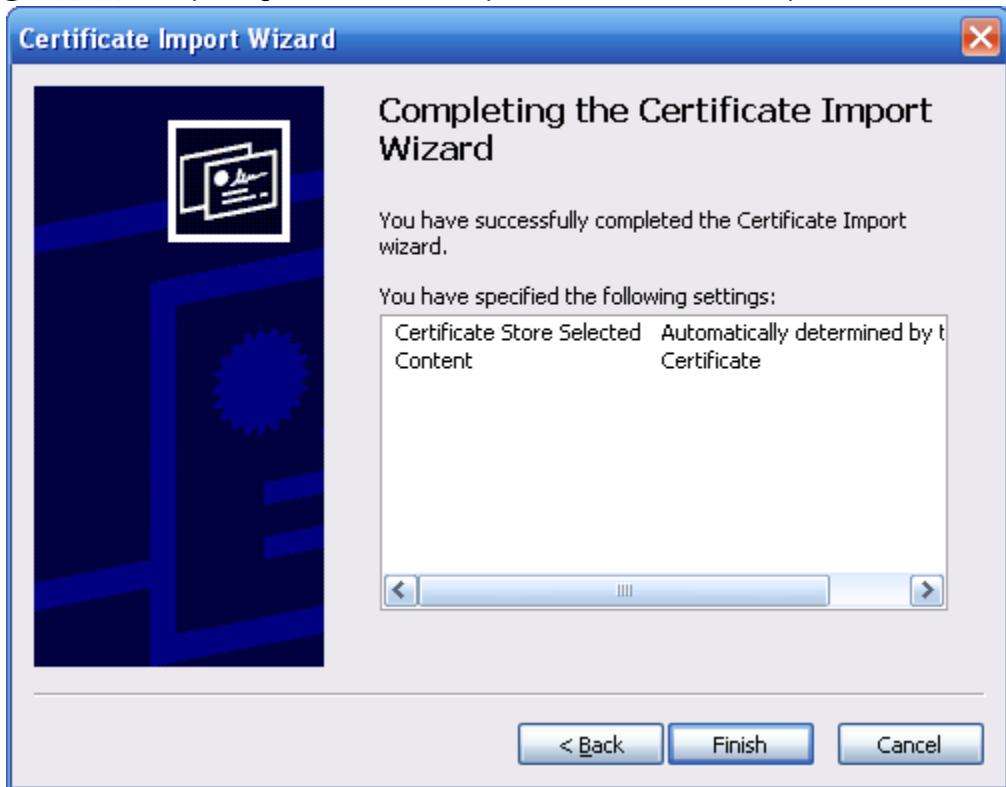 Certificate Import Wizard
Completing the Certificate Import
Wizard
You have successfully completed the Certificate Import
wizard.
You have specified the following settings:
Certificate Store Selected Automatically determined by t
Content Certificate
< Back Finish Cancel